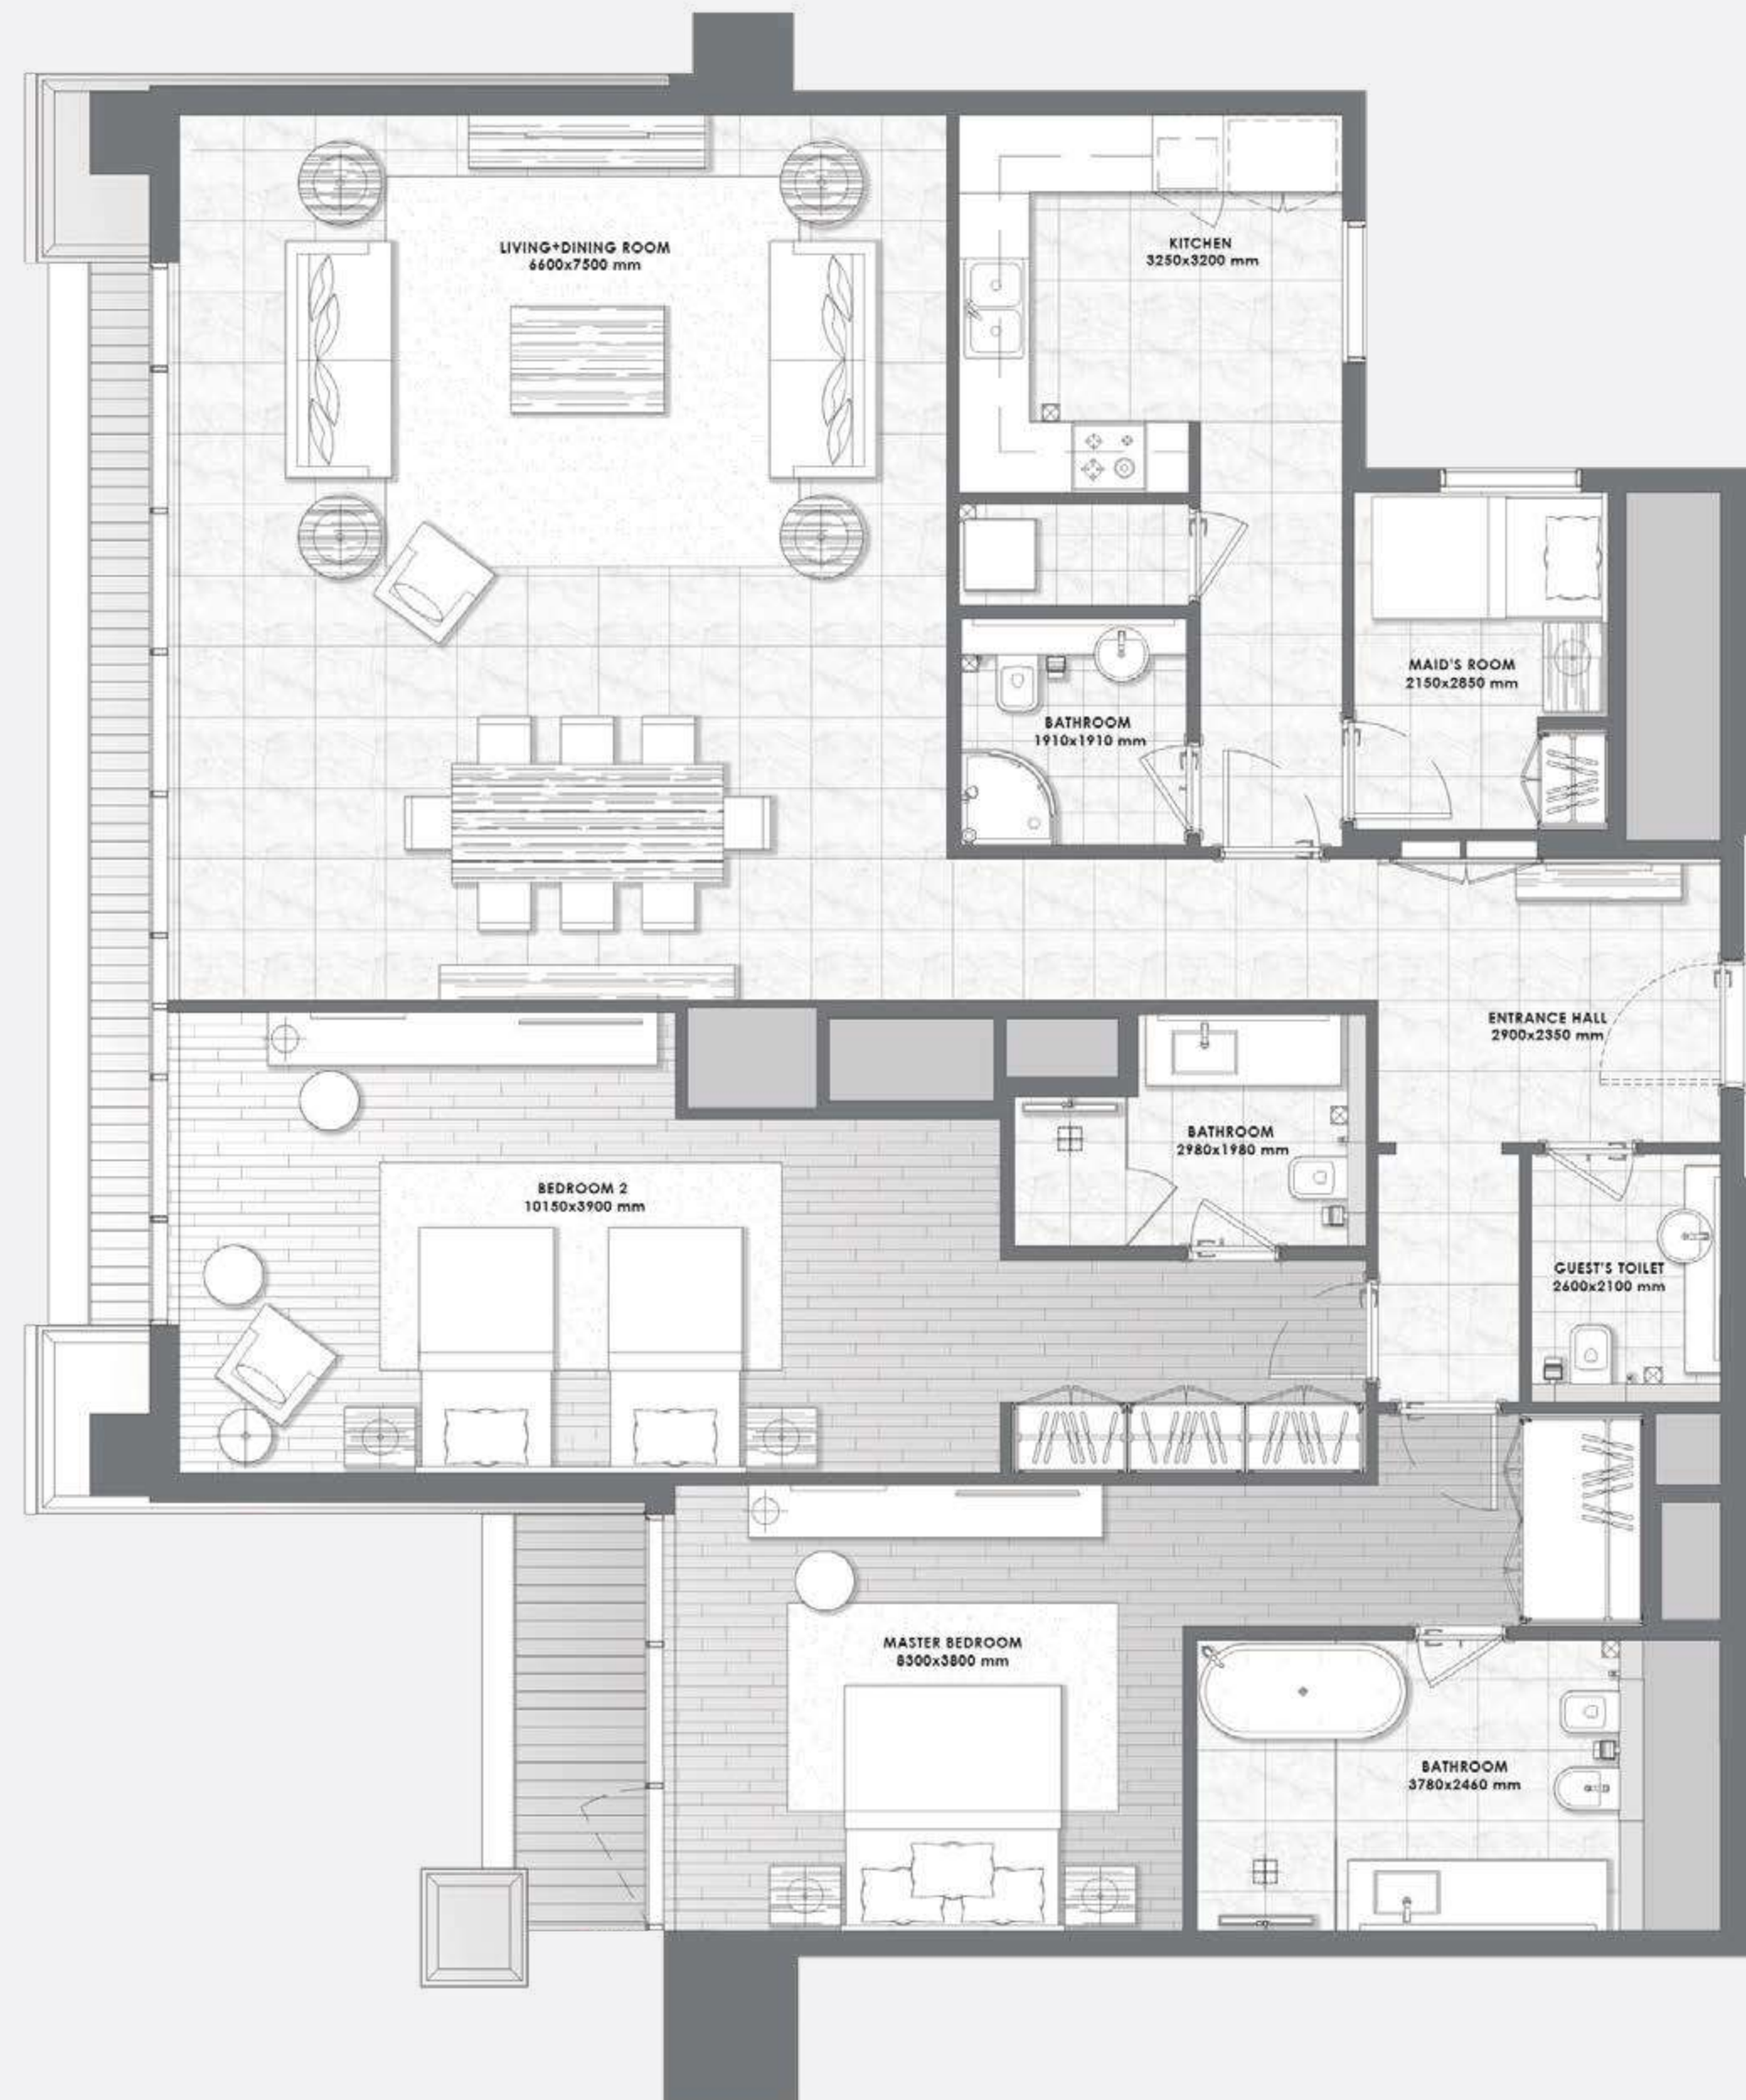 LIVING+DINING ROOM
6600x7500 mm
KITCHEN
3250x3200 mm
MAID'S ROOM
2150x2850 mm
BATHROOM
1910x1910 mm
ENTRANCE HALL
2900x2350 mm
BATHROOM
2980x1980 mm
BEDROOM 2
10150x3900 mm
GUEST'S TOILET
2600x2100 mm
MASTER BEDROOM
8300x3800 mm
BATHROOM
3780x2460 mm